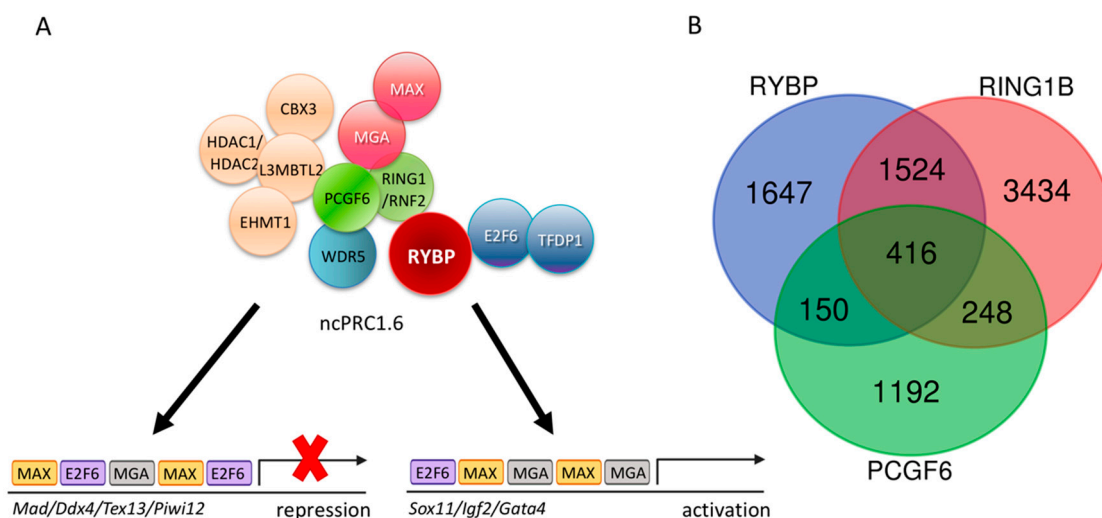 A
MAX
CBX3
MGA
HDAC1/
HDAC2
L3MBTL2
RING1
/RNF2
PCGF6
EHMT1
E2F6
TFDP1
WDR5
RYBP
ncPRC1.6
MAX E2F6 MGA MAX E2F6
Mad/Ddx4/Tex13/Piwi12 repression
E2F6 MAX MGA MAX MGA
Sox11/Igf2/Gata4 activation
B
RYBP
RING1B
1647
1524
3434
416
150
248
1192
PCGF6